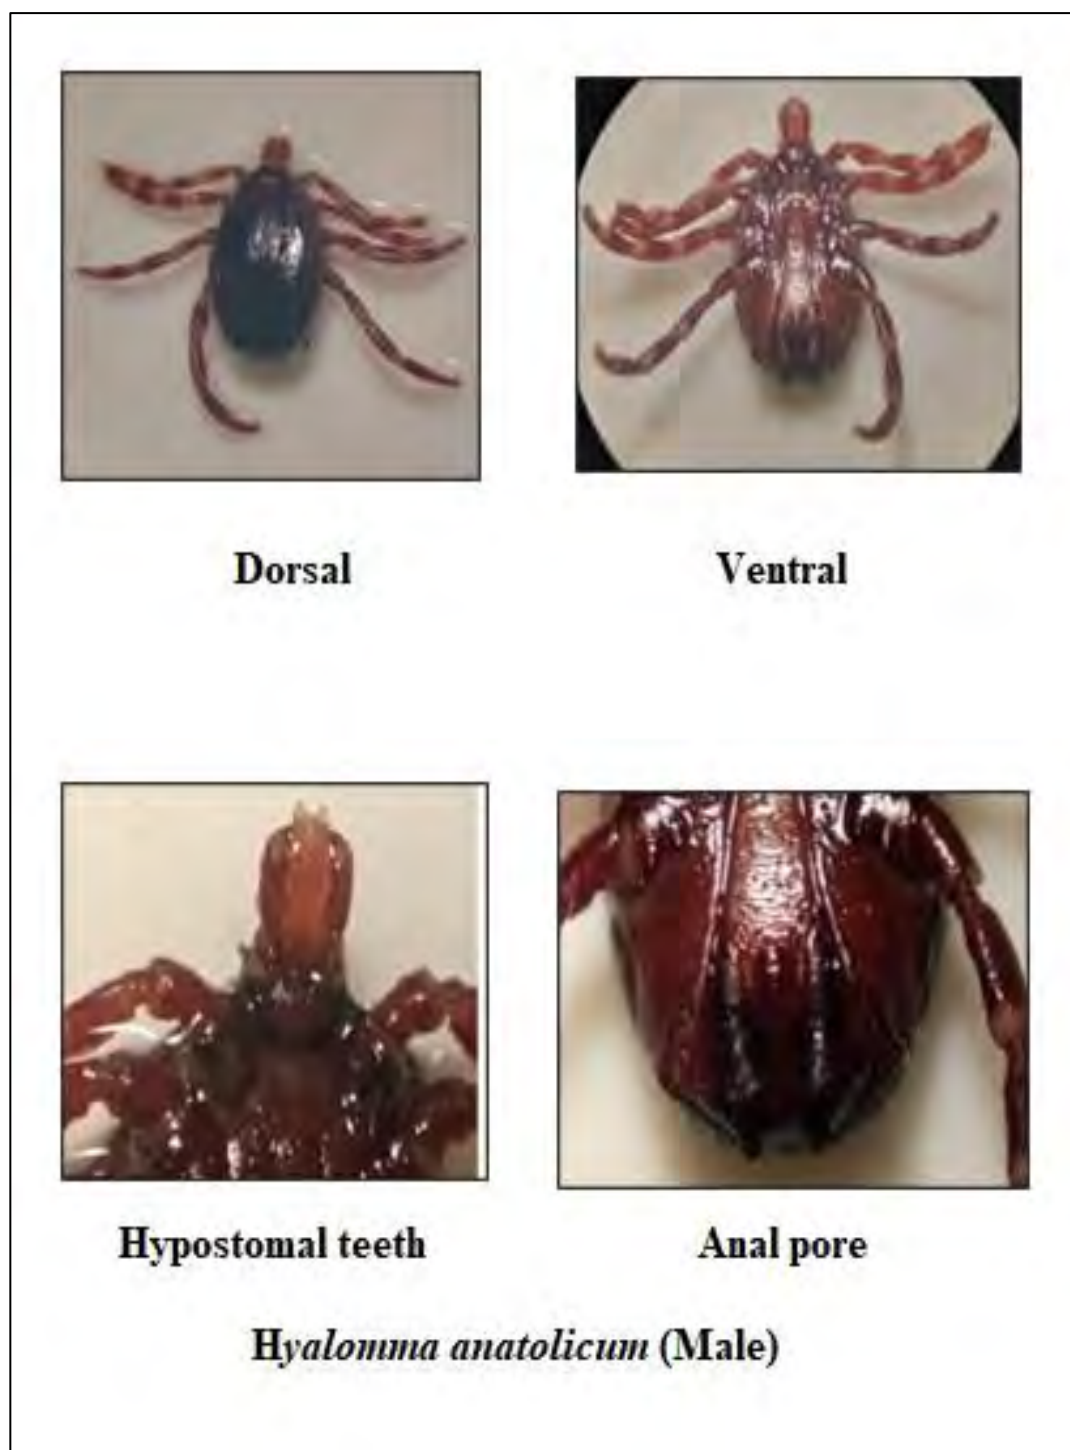 Dorsal
Ventral
Hypostomal teeth
Anal pore
Hyalomma anatolicum (Male)